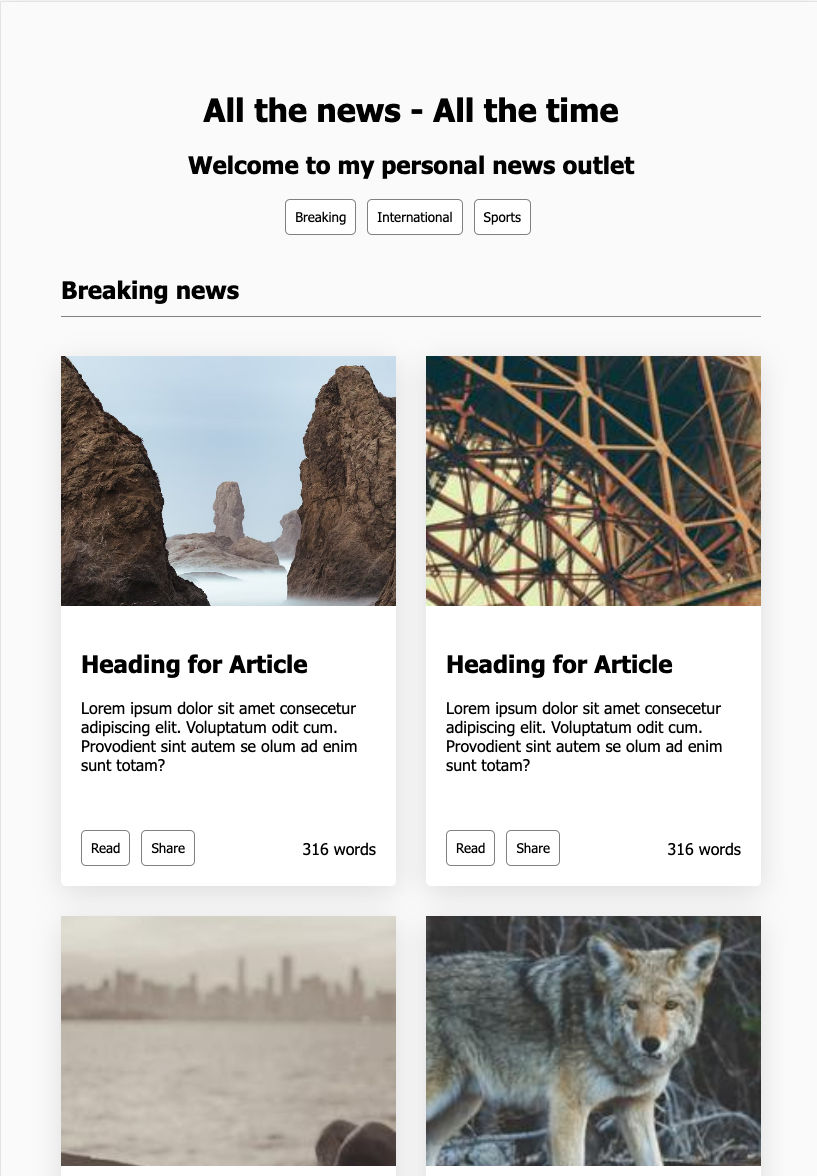 All the news - All the time
Welcome to my personal news outlet
Breaking International Sports
Breaking news
Heading for Article
Lorem ipsum dolor sit amet consecetur
adipiscing elit. Voluptatum odit cum.
Provodient sint autem se olum ad enim
sunt totam?
Read Share 316 words
Heading for Article
Lorem ipsum dolor sit amet consecetur
adipiscing elit. Voluptatum odit cum.
Provodient sint autem se olum ad enim
sunt totam?
Read Share 316 words